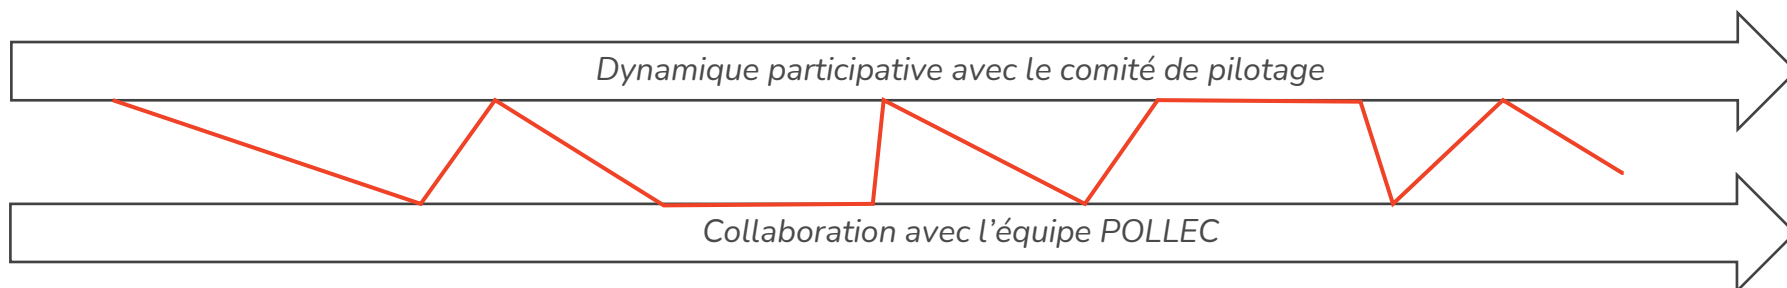 Dynamique participative avec le comité de pilotage
Collaboration avec l’équipe POLLEC